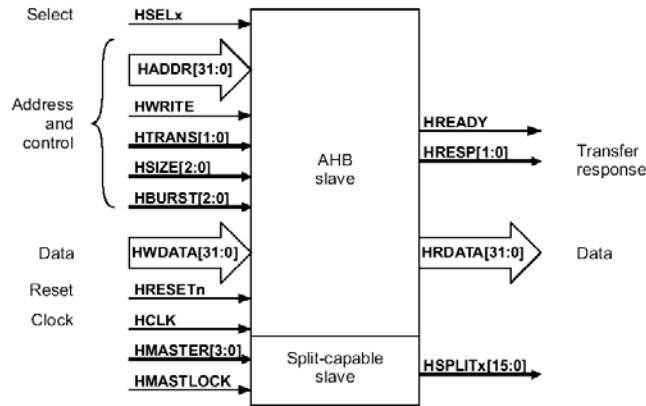 Select
HSELx
HADDR[31:0]
Address
and
control
HWRITE
HTRANS[1:0]
HSIZE[2:0]
HBURST[2:0]
Data
HWDATA[31:0]
Reset
HRESETn
Clock
HCLK
HMASTER[3:0]
HMASTLOCK
AHB
slave
Split-capable
slave
HREADY
HRESP[1:0]
Transfer
response
HRDATA[31:0]
Data
HSPLITx[15:0]